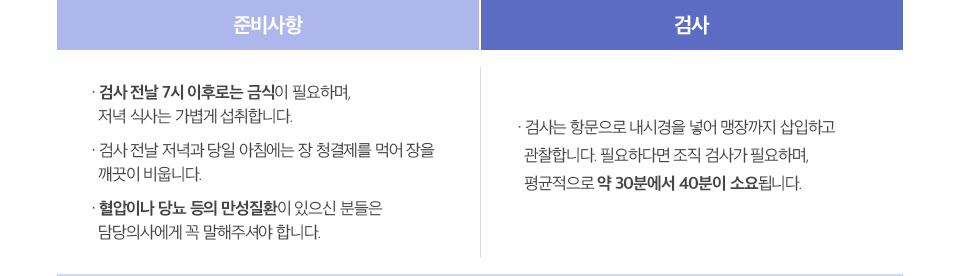 준비사항
검사
· 검사 전날 7시 이후로는 금식이 필요하며,
저녁 식사는 가볍게 섭취합니다.
· 검사 전날 저녁과 당일 아침에는 장 청결제를 먹어 장을
깨끗이 비웁니다.
· 혈압이나 당뇨 등의 만성질환이 있으신 분들은
담당의사에게 꼭 말해주셔야 합니다.
· 검사는 항문으로 내시경을 넣어 맹장까지 삽입하고
관찰합니다. 필요하다면 조직 검사가 필요하며,
평균적으로 약 30분에서 40분이 소요됩니다.